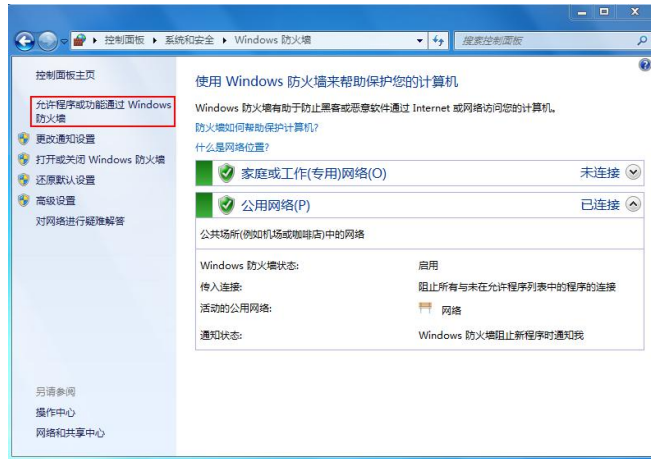 控制面板 ▸ 系统和安全 ▸ Windows 防火墙
搜索控制面板
控制面板主页
允许程序或功能通过 Windows
防火墙
更改通知设置
打开或关闭 Windows 防火墙
还原默认设置
高级设置
对网络进行疑难解答
另请参阅
操作中心
网络和共享中心
使用 Windows 防火墙来帮助保护您的计算机
Windows 防火墙有助于防止黑客或恶意软件通过 Internet 或网络访问您的计算机。
防火墙如何帮助保护计算机?
什么是网络位置?
家庭或工作(专用)网络(O) 未连接
公用网络(P) 已连接
公共场所(例如机场或咖啡店)中的网络
Windows 防火墙状态: 启用
传入连接: 阻止所有与未在允许程序列表中的程序的连接
活动的公用网络: 网络
通知状态: Windows 防火墙阻止新程序时通知我